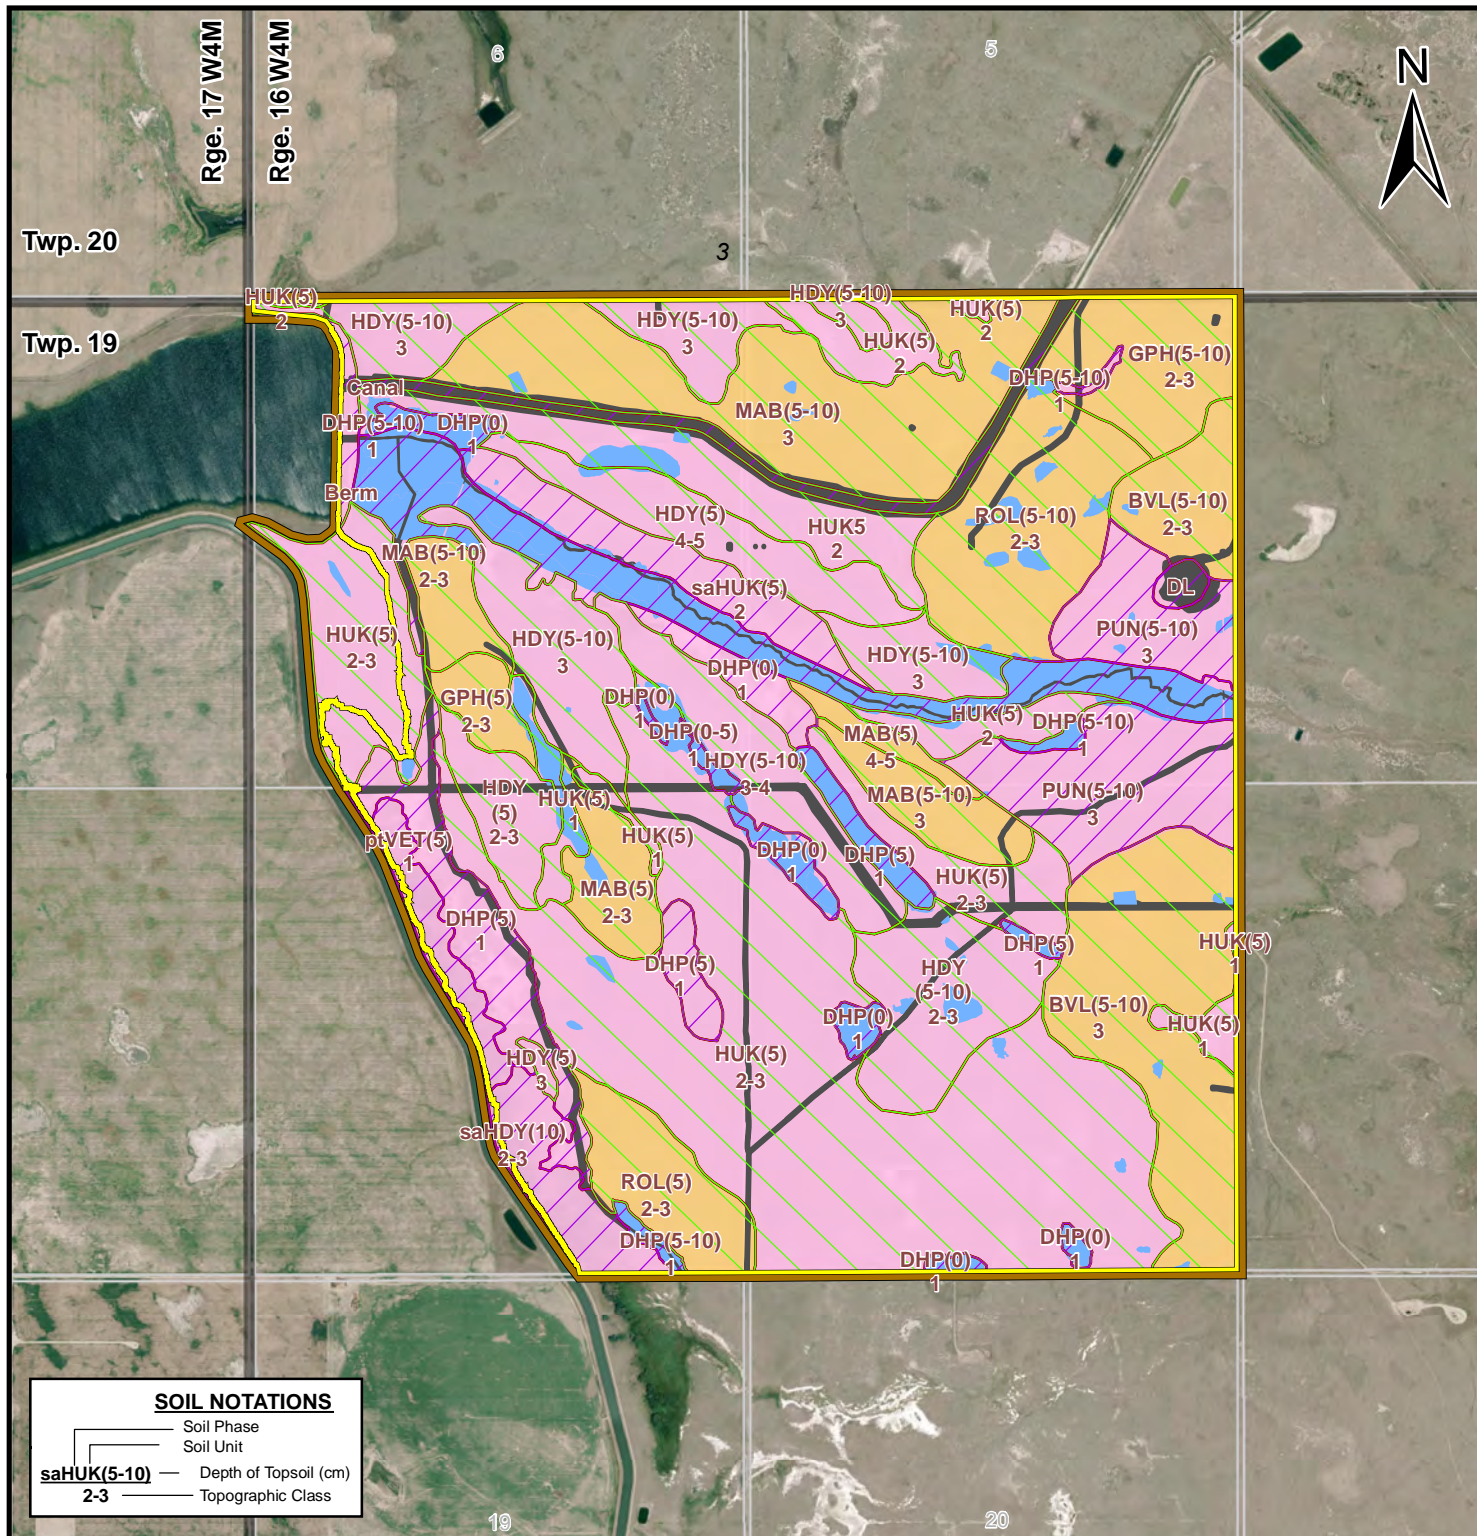 Rge. 17 W4M
Rge. 16 W4M
6
5
N
Twp. 20
3
Twp. 19
HUK(5)
2
HDY(5-10)
3
HDY(5-10)
3
HDY(5-10)
3
HUK(5)
2
HUK(5)
2
GPH(5-10)
2-3
DHP(5-10)
1
Canal
MAB(5-10)
3
DHP(5-10)
1
DHP(0)
1
Berm
HDY(5)
4-5
HUK5
2
ROL(5-10)
2-3
BVL(5-10)
2-3
MAB(5-10)
2-3
saHUK(5)
2
DL
HUK(5)
2-3
HDY(5-10)
3
PUN(5-10)
3
HDY(5-10)
3
DHP(0)
1
GPH(5)
2-3
DHP(0)
1
DHP(0-5)
1
HUK(5)
2
DHP(5-10)
1
MAB(5)
4-5
HDY(5-10)
3-4
HDY
(5)
2-3
HUK(5)
1
MAB(5-10)
3
PUN(5-10)
3
ptVET(5)
1
HUK(5)
1
DHP(0)
1
DHP(5)
1
HUK(5)
2-3
MAB(5)
2-3
DHP(5)
1
DHP(5)
1
DHP(5)
1
HUK(5)
1
HDY
(5-10)
2-3
BVL(5-10)
3
DHP(0)
1
HUK(5)
1
HDY(5)
3
HUK(5)
2-3
saHDY(10)
2-3
ROL(5)
2-3
DHP(5-10)
1
DHP(0)
1
DHP(0)
1
SOIL NOTATIONS
Soil Phase
Soil Unit
saHUK(5-10)
Depth of Topsoil (cm)
2-3
Topographic Class
19
20